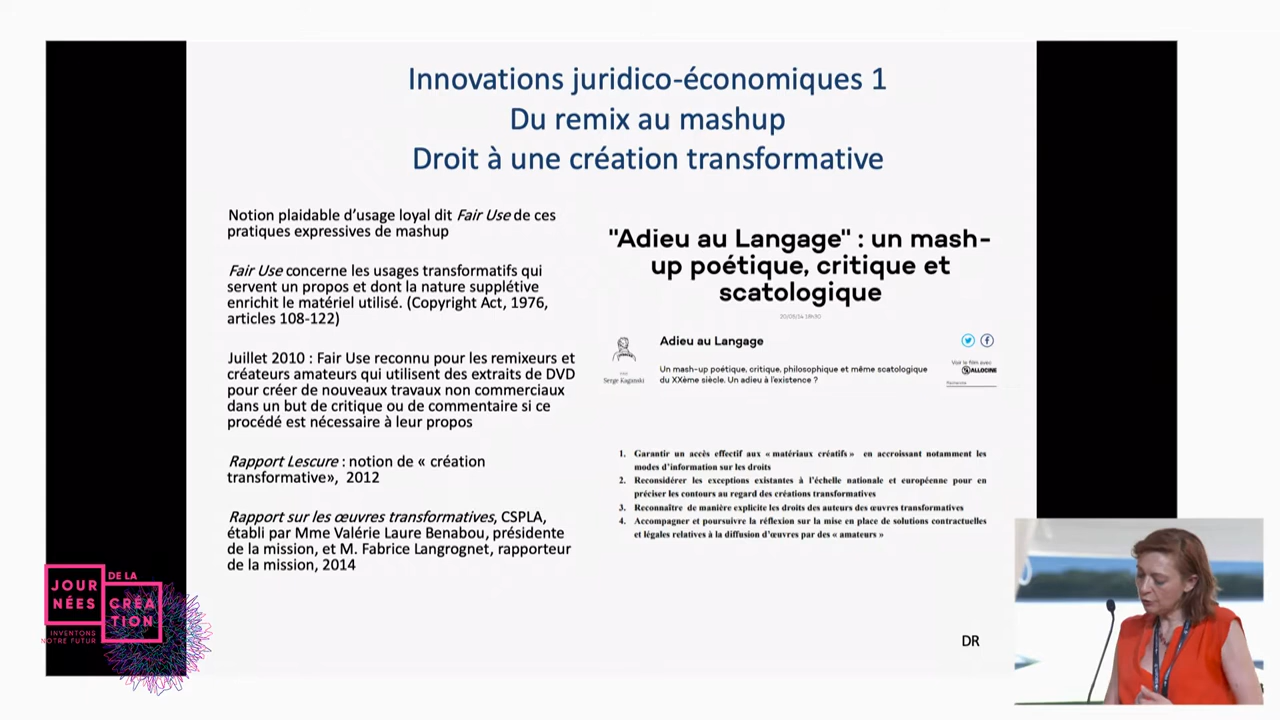 Innovations juridico-économiques 1
Du remix au mashup
Droit à une création transformative
Notion plaidable d'usage loyal dit Fair Use de ces
pratiques expressives de mashup
Fair Use concerne les usages transformatifs qui
servent un propos et dont la nature supplétive
enrichit le matériel utilisé. (Copyright Act, 1976,
articles 108-122)
Juillet 2010 : Fair Use reconnu pour les remixeurs et
créateurs amateurs qui utilisent des extraits de DVD
pour créer de nouveaux travaux non commerciaux
dans un but de critique ou de commentaire si ce
procédé est nécessaire à leur propos
Rapport Lescure : notion de « création
transformative», 2012
Rapport sur les œuvres transformatives, CSPLA,
établi par Mme Valérie Laure Benabou, présidente
de la mission, et M. Fabrice Langrognet, rapporteur
de la mission, 2014
"Adieu au Langage" : un mash-
up poétique, critique et
scatologique
20/05/14 18h30
Adieu au Langage
Un mash-up poétique, critique, philosophique et même scatologique
du XXème siècle. Un adieu à l'existence ?
Serge Kaganski
Voir le film avec
ALLOCINE
Recherche
1. Garantir un accès effectif aux « matériaux créatifs » en accroissant notamment les
modes d'information sur les droits
2. Reconsidérer les exceptions existantes à l'échelle nationale et européenne pour en
préciser les contours au regard des créations transformatives
3. Reconnaître de manière explicite les droits des auteurs des œuvres transformatives
4. Accompagner et poursuivre la réflexion sur la mise en place de solutions contractuelles
et légales relatives à la diffusion d'œuvres par des « amateurs »
DR
JOUR
NÉES
DE LA
CRÉA
TION
INVENTONS
NOTRE FUTUR